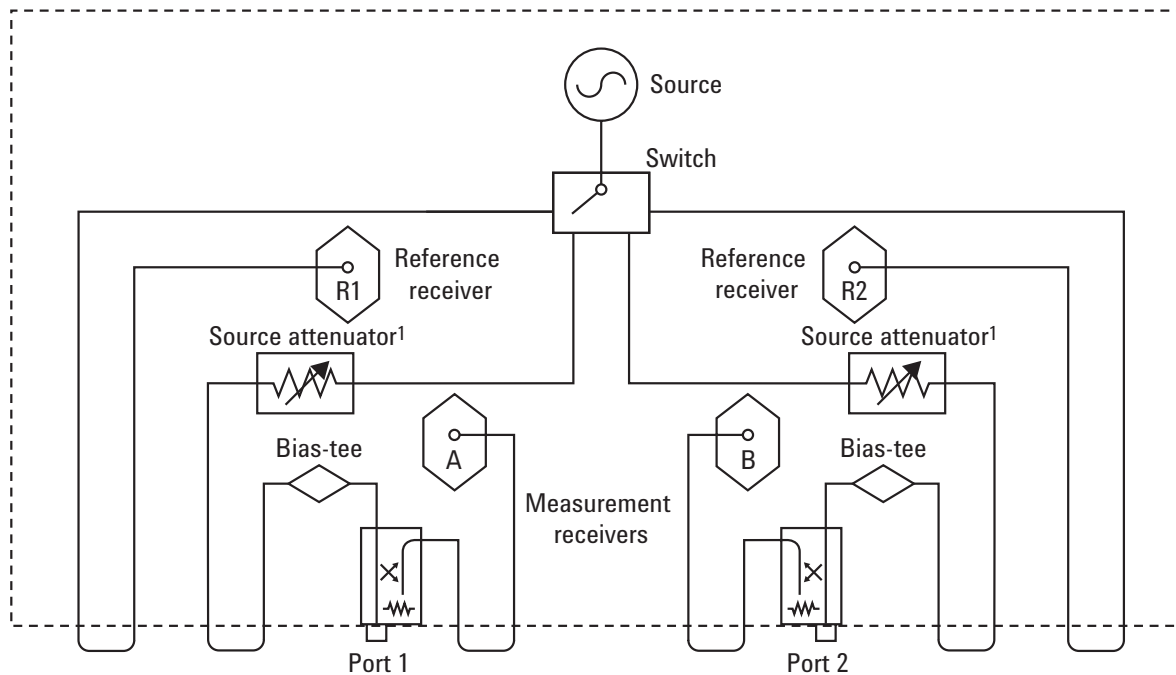 Source
Switch
Reference
receiver
R1
Reference
receiver
R2
Source attenuator¹
Source attenuator¹
A
B
Bias-tee
Bias-tee
Measurement
receivers
Port 1
Port 2